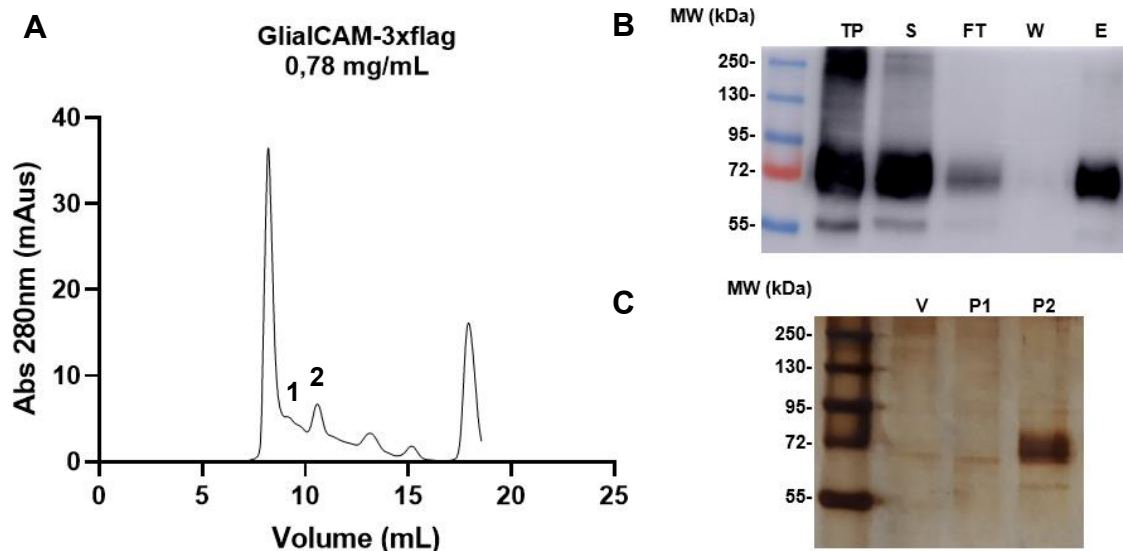 A
GlialCAM-3xflag
0,78 mg/mL
40
30
20
10
0
Abs 280nm (mAus)
1
2
0 5 10 15 20 25
Volume (mL)
B
MW (kDa)
TP S FT W E
250-
130-
95-
72-
55-
C
MW (kDa)
V P1 P2
250-
130-
95-
72-
55-